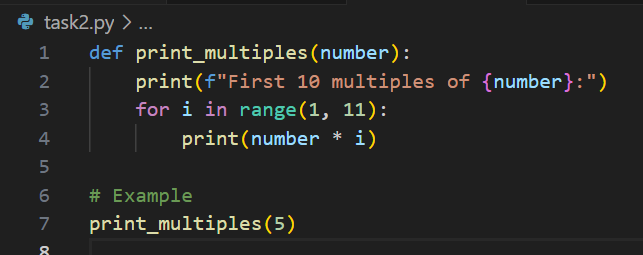 task2.py > ...
1 def print_multiples(number):
2     print(f"First 10 multiples of {number}:")
3     for i in range(1, 11):
4         print(number * i)
5
6 # Example
7 print_multiples(5)
8